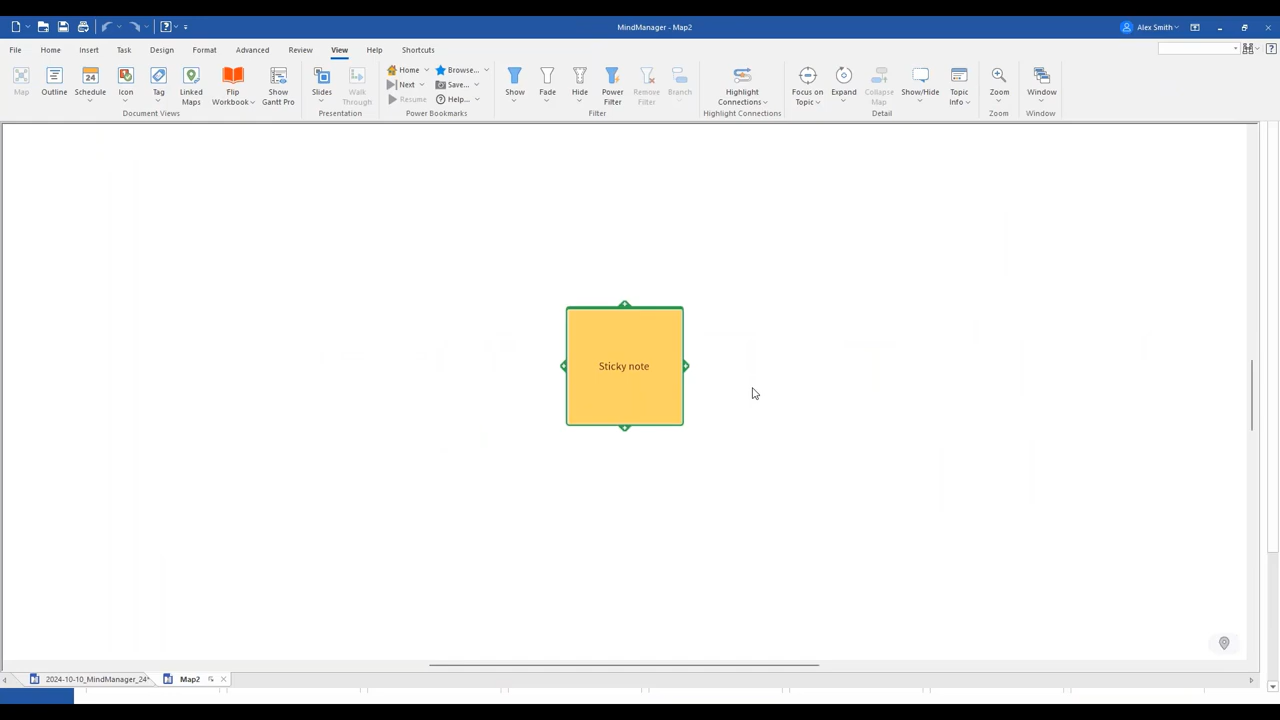 MindManager - Map2
Alex Smith
File Home Insert Task Design Format Advanced Review View Help Shortcuts
Map Outline Schedule Icon Tag Linked Maps Flip Workbook Show Gantt Pro
Document Views
Slides Walk Through
Presentation
Home Browse...
Next Save...
Resume Help...
Power Bookmarks
Show Fade Hide Power Filter Remove Filter Branch
Filter
Highlight Connections
Highlight Connections
Focus on Topic Expand Collapse Map Show/Hide Topic Info
Detail
Zoom
Zoom
Window
Window
Sticky note
2024-10-10_MindManager_24* Map2